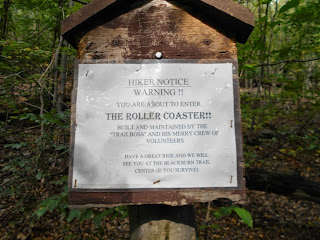 HIKER NOTICE
WARNING !!
YOU ARE ABOUT TO ENTER
THE ROLLER COASTER!!
BUILT AND MAINTAINED BY THE
"TRAIL BOSS" AND HIS MERRY CREW OF
VOLUNTEERS
HAVE A GREAT RIDE AND WE WILL
SEE YOU AT THE BLACKBURN TRAIL
CENTER (IF YOU SURVIVE)